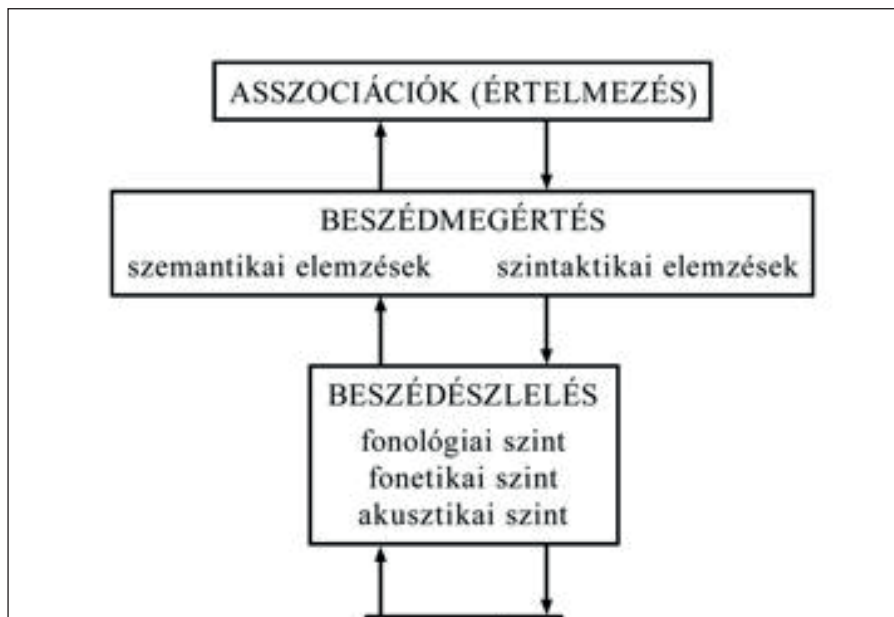 ASSZOCIÁCIÓK (ÉRTELMEZÉS)
BESZÉDMEGÉRTÉS
szemantikai elemzések szintaktikai elemzések
BESZÉDÉSZLELÉS
fonológiai szint
fonetikai szint
akusztikai szint